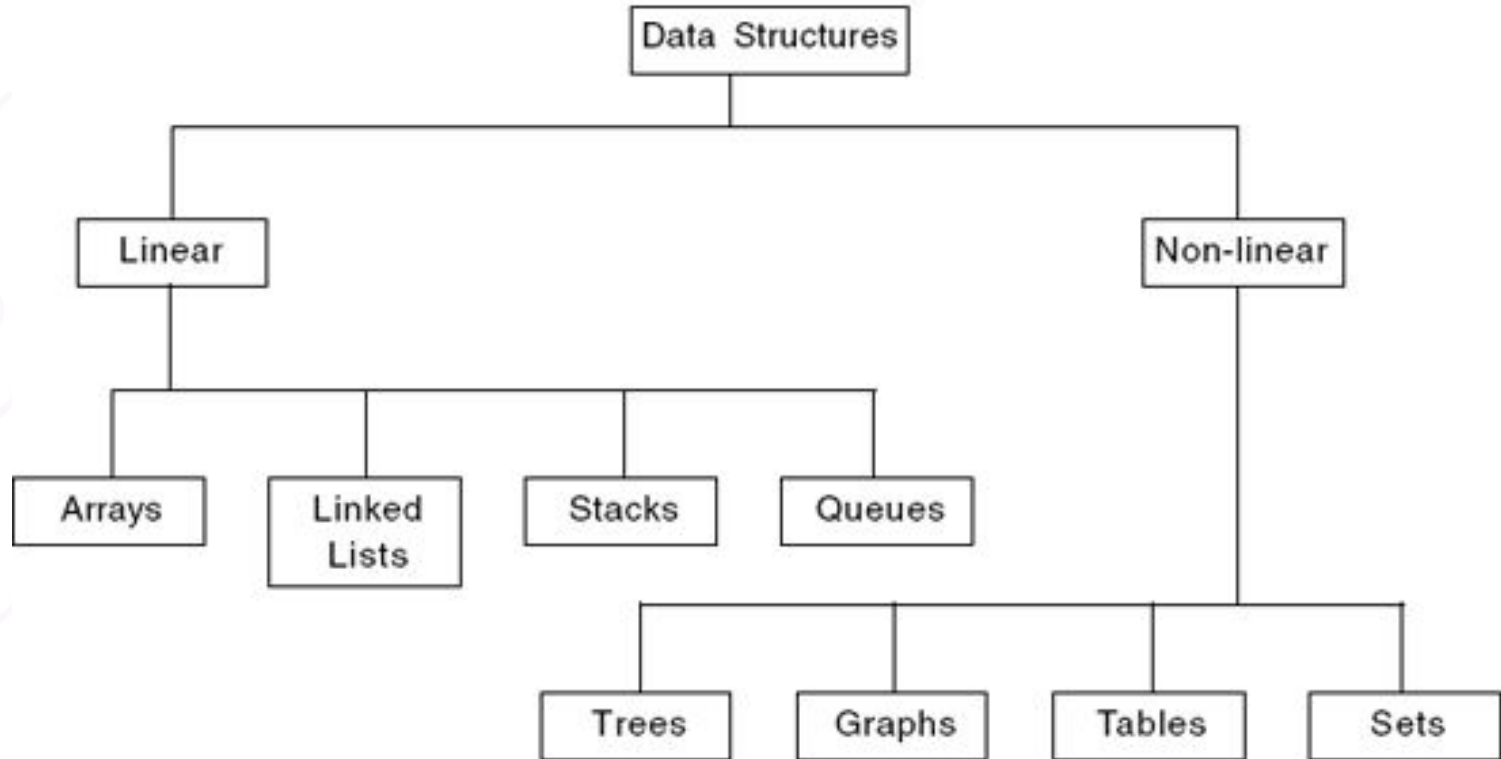 Data Structures
Linear
Non-linear
Arrays
Linked
Lists
Stacks
Queues
Trees
Graphs
Tables
Sets